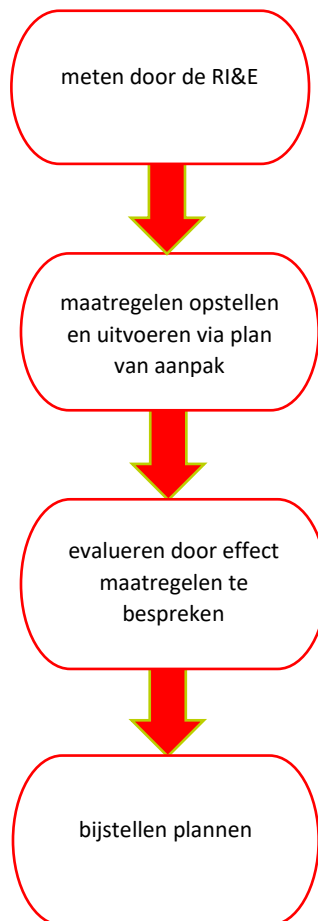 meten door de RI&E
maatregelen opstellen
en uitvoeren via plan
van aanpak
evalueren door effect
maatregelen te
bespreken
bijstellen plannen